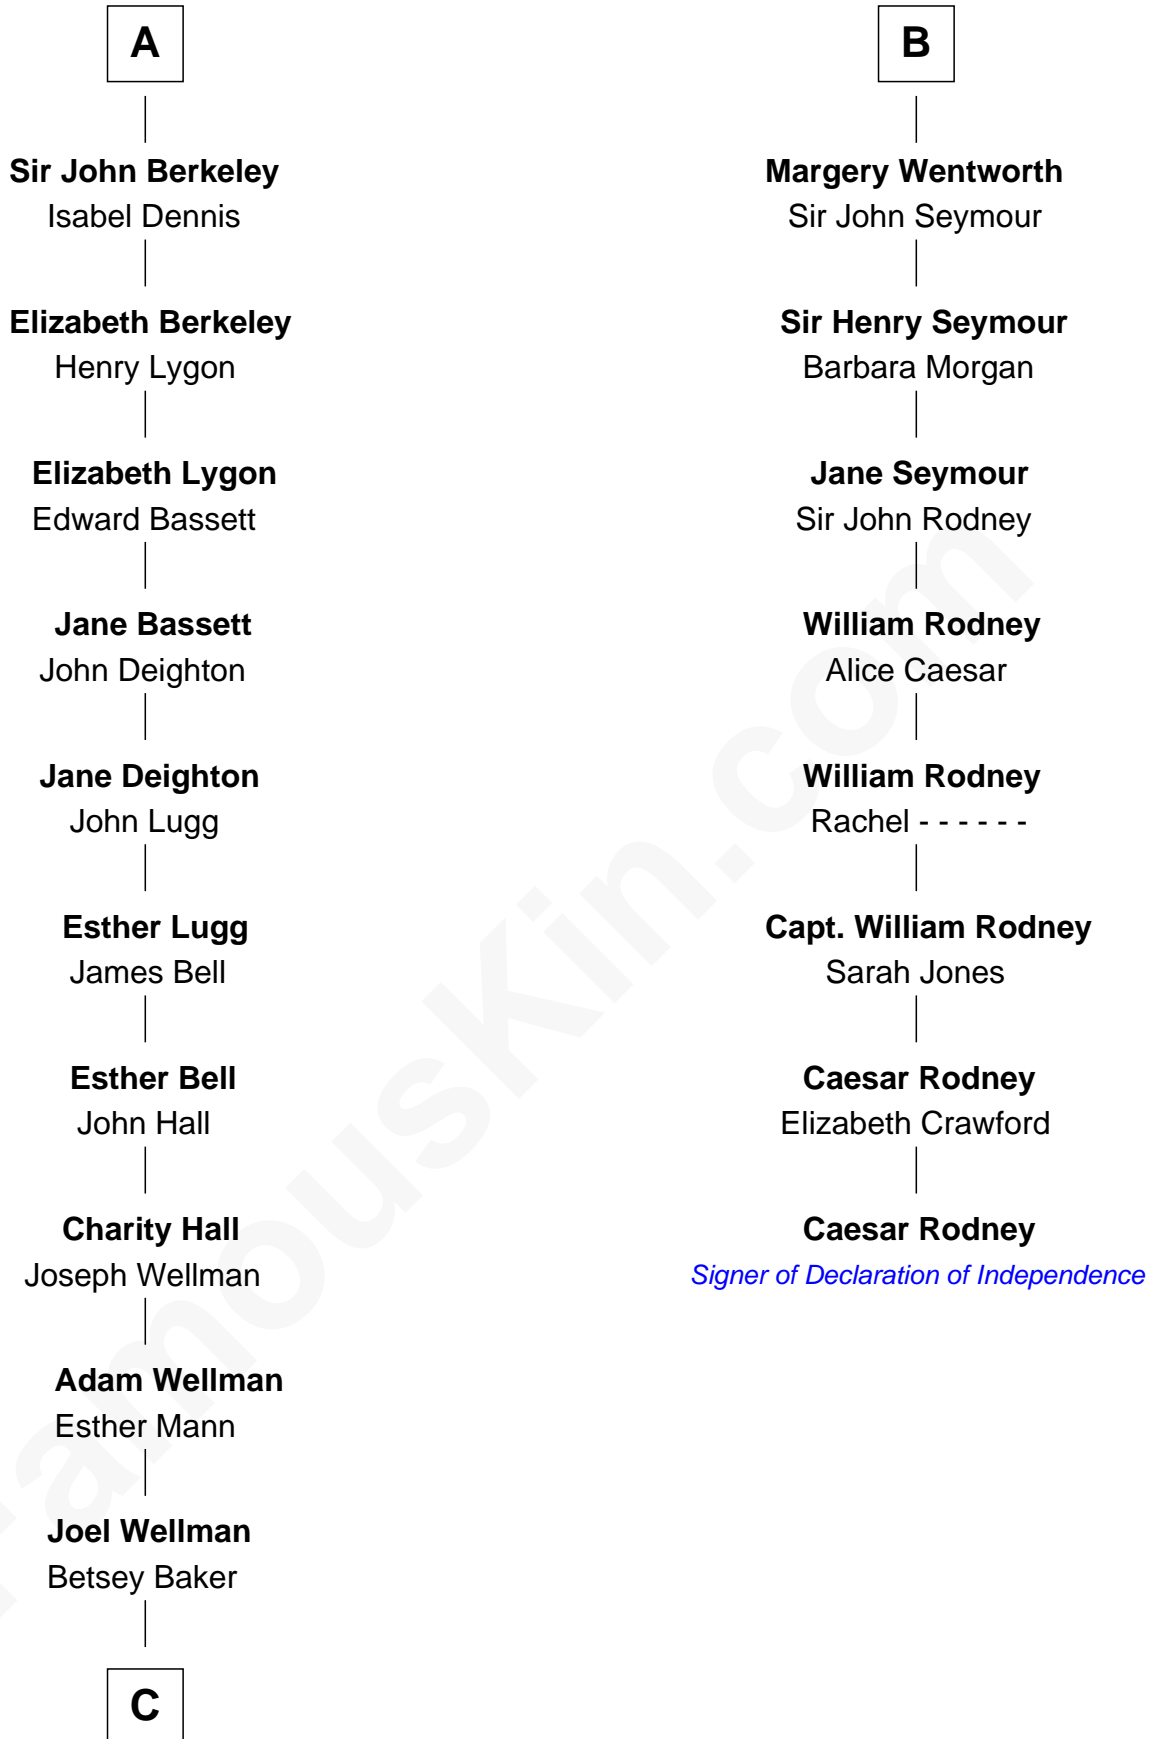 A
Sir John Berkeley
Isabel Dennis
Elizabeth Berkeley
Henry Lygon
Elizabeth Lygon
Edward Bassett
Jane Bassett
John Deighton
Jane Deighton
John Lugg
Esther Lugg
James Bell
Esther Bell
John Hall
Charity Hall
Joseph Wellman
Adam Wellman
Esther Mann
Joel Wellman
Betsey Baker
C
B
Margery Wentworth
Sir John Seymour
Sir Henry Seymour
Barbara Morgan
Jane Seymour
Sir John Rodney
William Rodney
Alice Caesar
William Rodney
Rachel - - - - - -
Capt. William Rodney
Sarah Jones
Caesar Rodney
Elizabeth Crawford
Caesar Rodney
Signer of Declaration of Independence
FamousKin.com